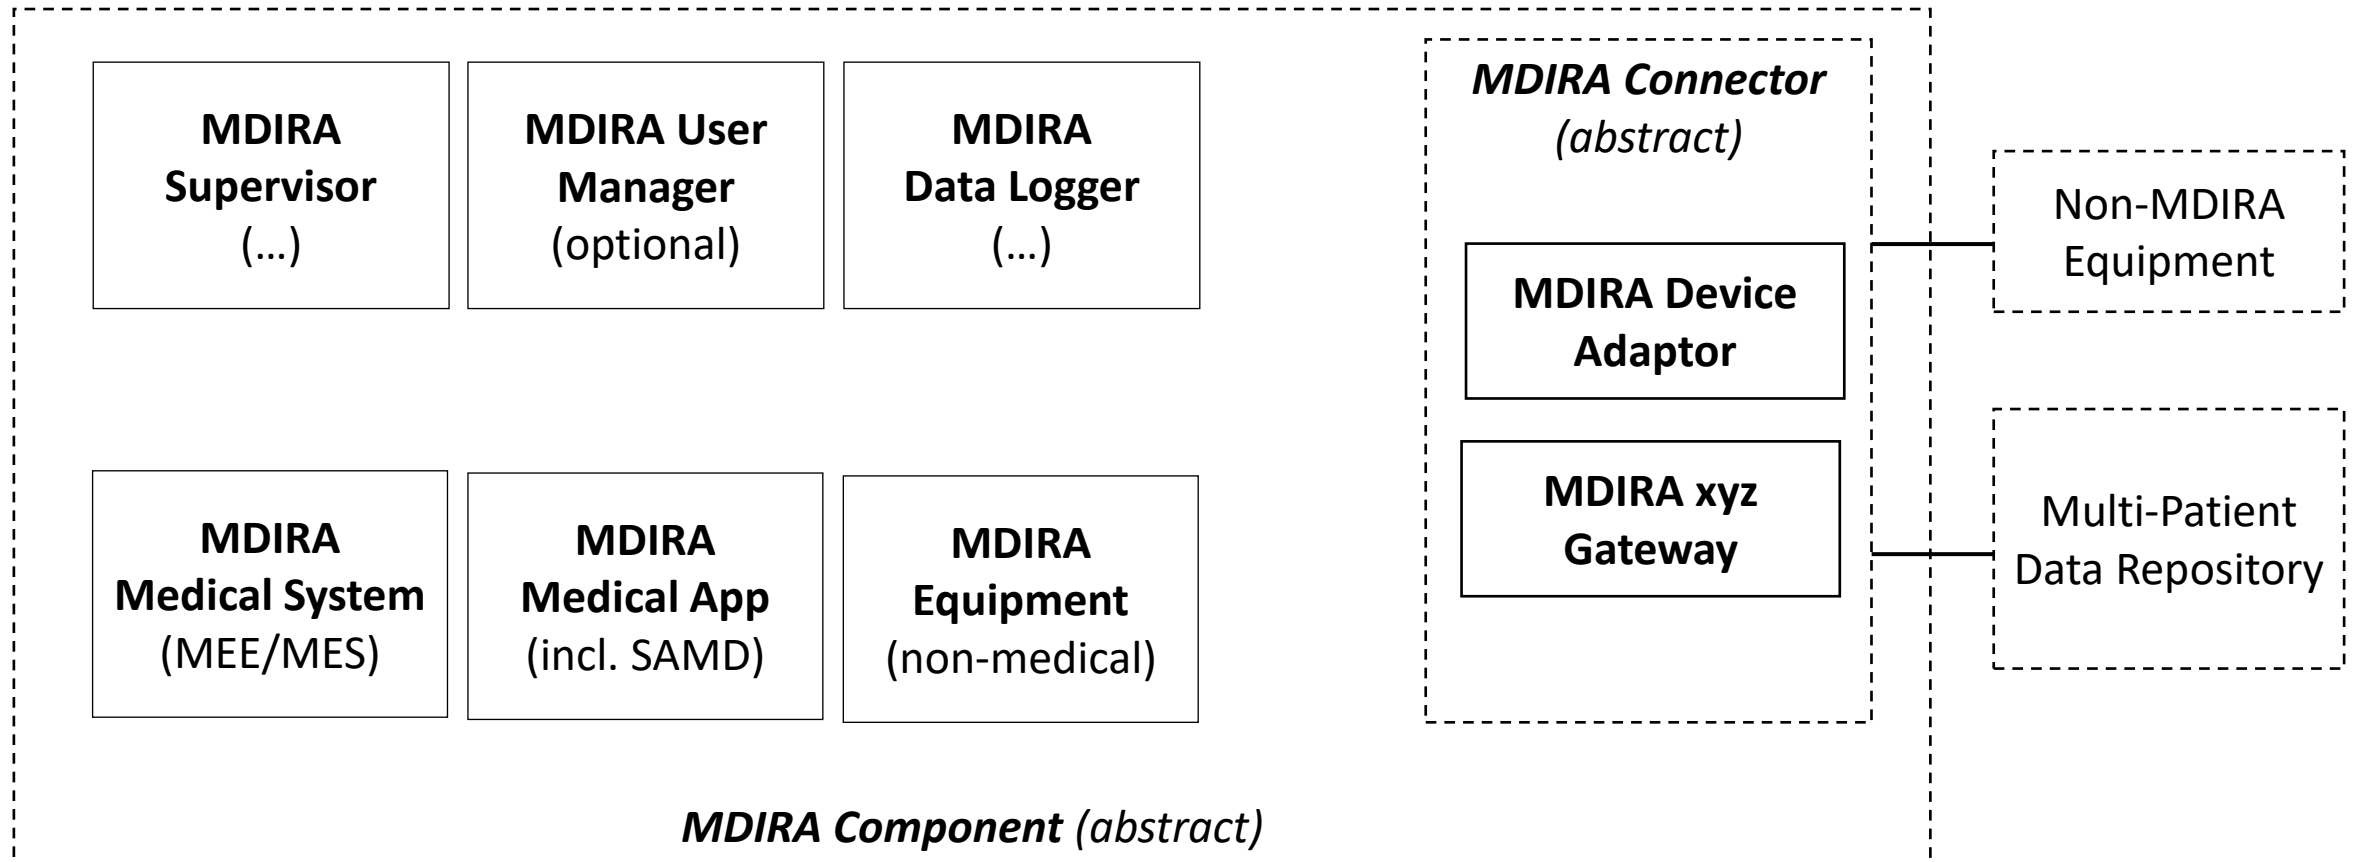 MDIRA
Supervisor
(...)
MDIRA User
Manager
(optional)
MDIRA
Data Logger
(...)
MDIRA Connector
(abstract)
MDIRA Device
Adaptor
MDIRA xyz
Gateway
Non-MDIRA
Equipment
Multi-Patient
Data Repository
MDIRA
Medical System
(MEE/MES)
MDIRA
Medical App
(incl. SAMD)
MDIRA
Equipment
(non-medical)
MDIRA Component (abstract)